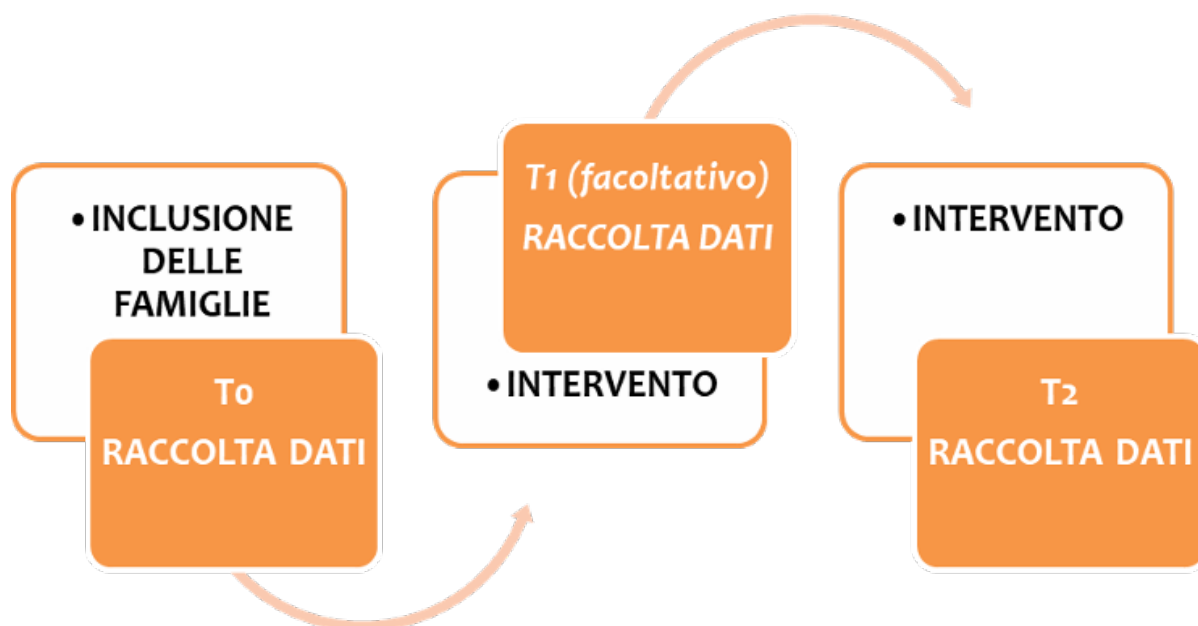 • INCLUSIONE
DELLE
FAMIGLIE
T0
RACCOLTA DATI
T1 (facoltativo)
RACCOLTA DATI
• INTERVENTO
• INTERVENTO
T2
RACCOLTA DATI